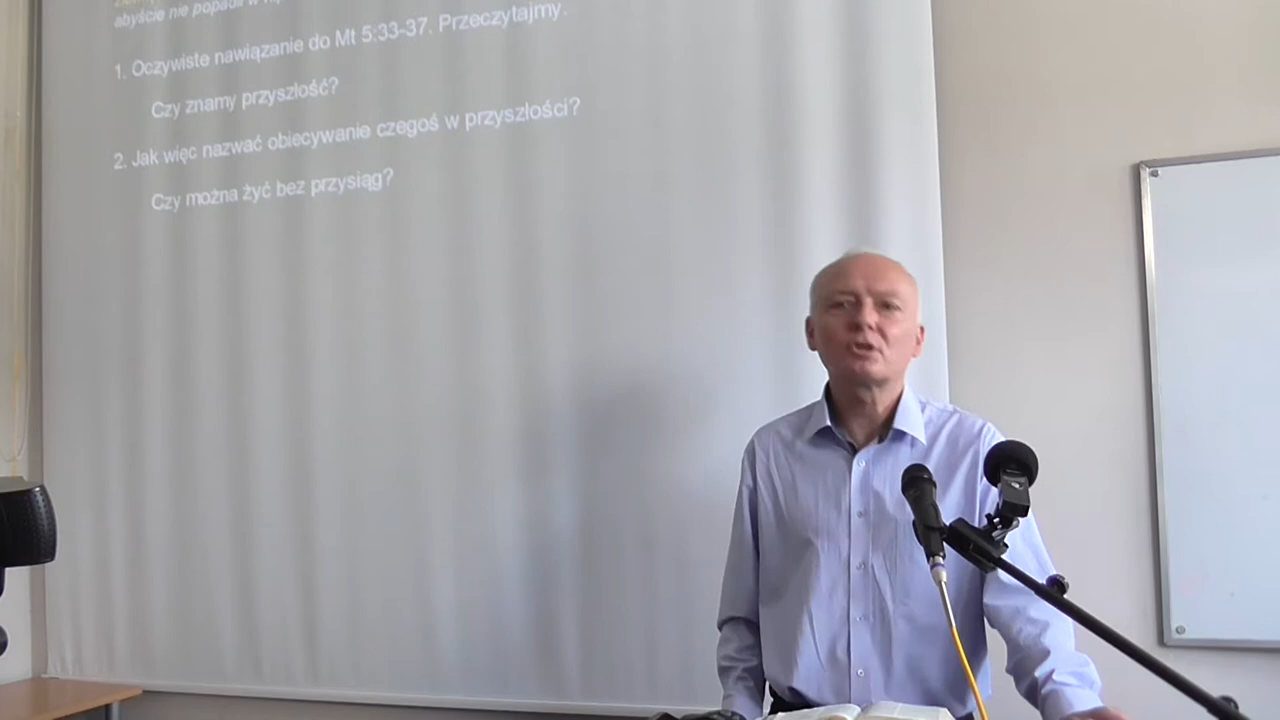 abyście nie popadli w
1. Oczywiste nawiązanie do Mt 5:33-37. Przeczytajmy.
Czy znamy przyszłość?
2. Jak więc nazwać obiecywanie czegoś w przyszłości?
Czy można żyć bez przysiąg?